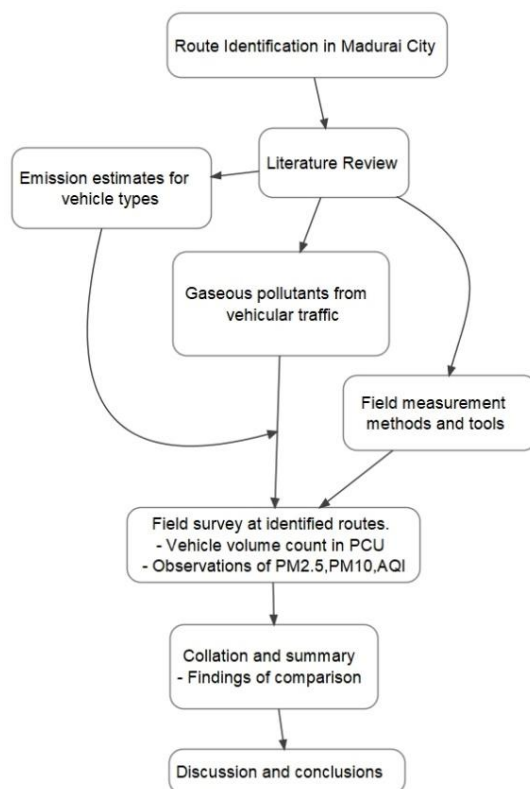 Route Identification in Madurai City
Literature Review
Emission estimates for
vehicle types
Gaseous pollutants from
vehicular traffic
Field measurement
methods and tools
Field survey at identified routes.
- Vehicle volume count in PCU
- Observations of PM2.5,PM10,AQI
Collation and summary
- Findings of comparison
Discussion and conclusions